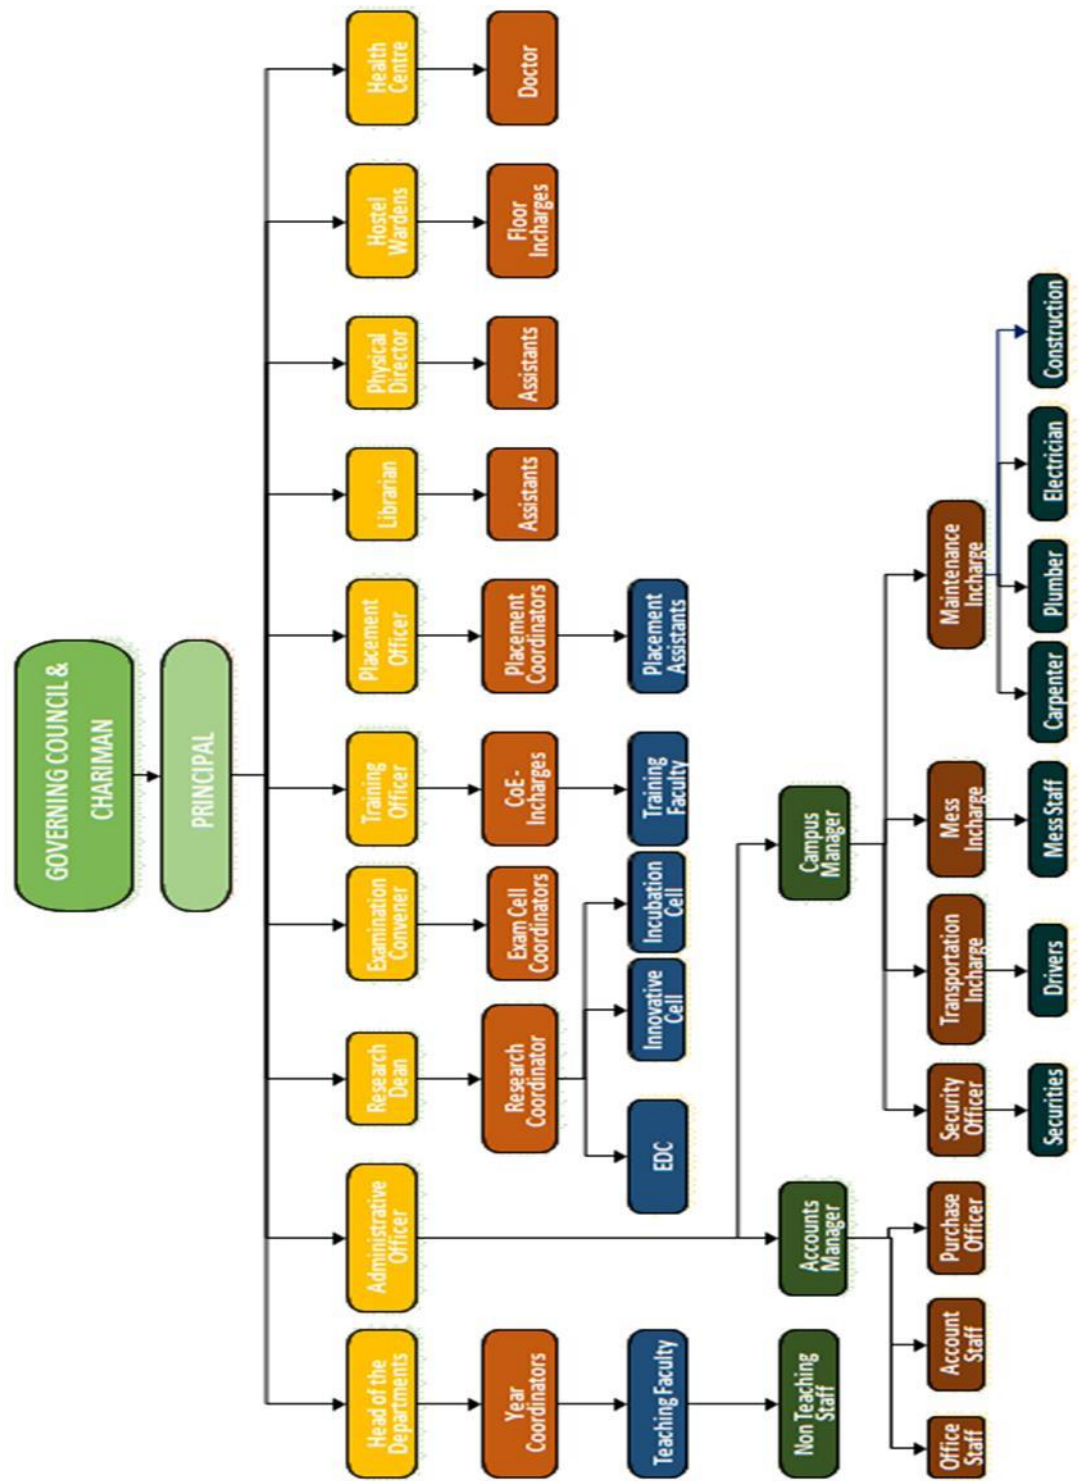 GOVERNING COUNCIL &
CHARIMAN
PRINCIPAL
Head of the
Departments
Administrative
Officer
Research
Dean
Examination
Convener
Training
Officer
Placement
Officer
Librarian
Physical
Director
Hostel
Wardens
Health
Centre
Year
Coordinators
Research
Coordinator
Exam Cell
Coordinators
CoE-
Incharges
Placement
Coordinators
Assistants
Assistants
Floor
Incharges
Doctor
Teaching Faculty
EDC
Innovative
Cell
Incubation
Cell
Training
Faculty
Placement
Assistants
Non Teaching
Staff
Accounts
Manager
Campus
Manager
Office
Staff
Account
Staff
Purchase
Officer
Security
Officer
Transportation
Incharge
Mess
Incharge
Maintenance
Incharge
Securities
Drivers
Mess Staff
Carpenter
Plumber
Electrician
Construction